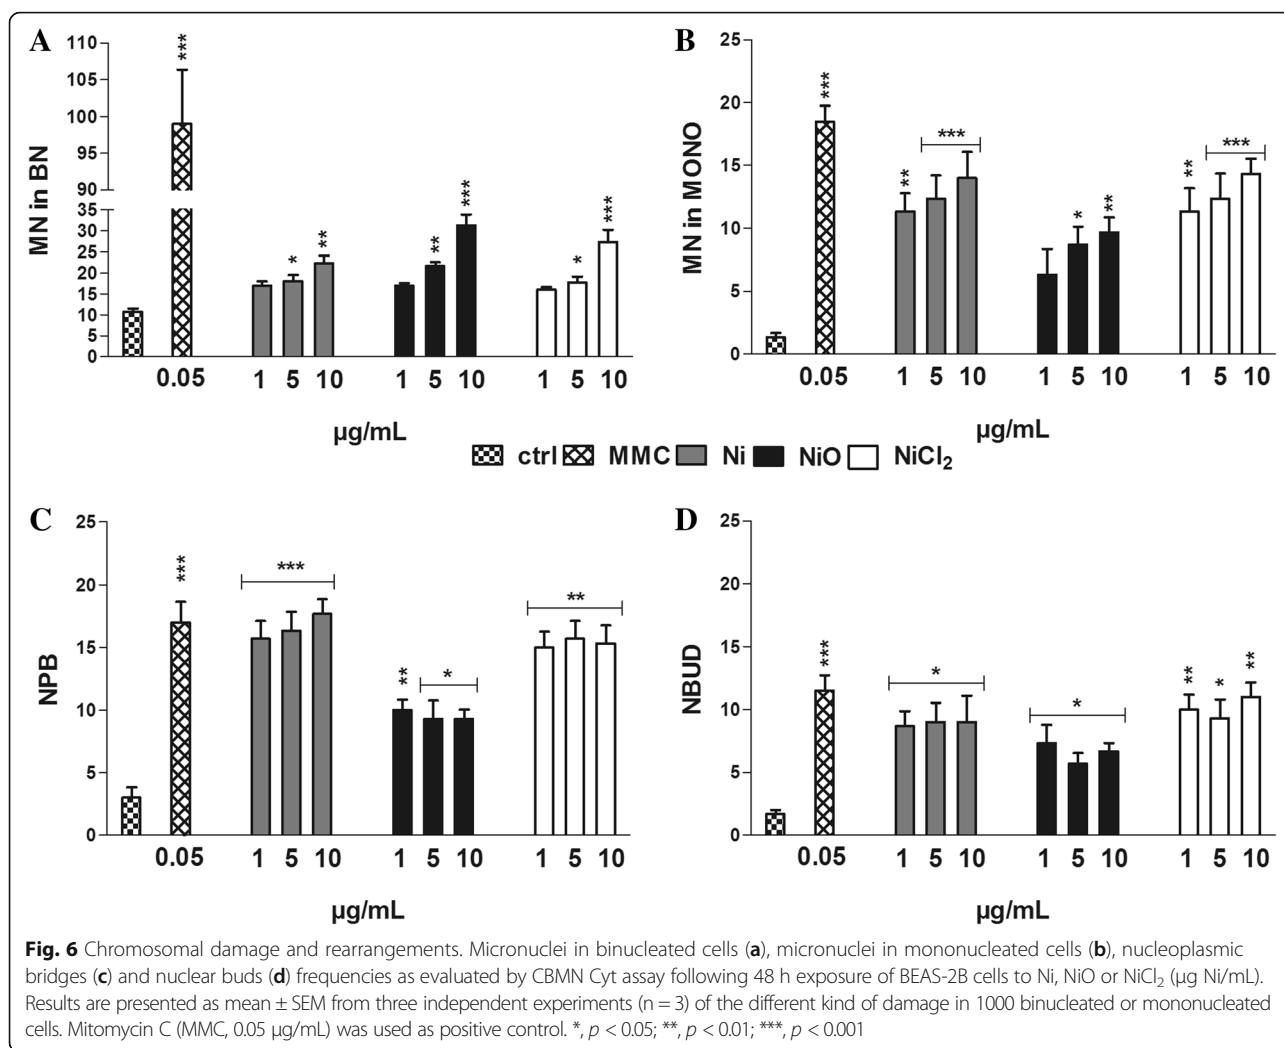 A
MN in BN
110
105
100
95
90
35
30
25
20
15
10
5
0
***
* **
** ***
* ***
0.05 1 5 10 1 5 10 1 5 10
µg/mL
B
MN in MONO
25
20
15
10
5
0
***
** ***
* **
** ***
0.05 1 5 10 1 5 10 1 5 10
µg/mL
ctrl MMC Ni NiO NiCl₂
C
NPB
25
20
15
10
5
0
***
***
** *
**
0.05 1 5 10 1 5 10 1 5 10
µg/mL
D
NBUD
25
20
15
10
5
0
***
*
*
** * **
0.05 1 5 10 1 5 10 1 5 10
µg/mL
Fig. 6 Chromosomal damage and rearrangements. Micronuclei in binucleated cells (a), micronuclei in mononucleated cells (b), nucleoplasmic
bridges (c) and nuclear buds (d) frequencies as evaluated by CBMN Cyt assay following 48 h exposure of BEAS-2B cells to Ni, NiO or NiCl₂ (µg Ni/mL).
Results are presented as mean ± SEM from three independent experiments (n = 3) of the different kind of damage in 1000 binucleated or mononucleated
cells. Mitomycin C (MMC, 0.05 µg/mL) was used as positive control. *, p < 0.05; **, p < 0.01; ***, p < 0.001